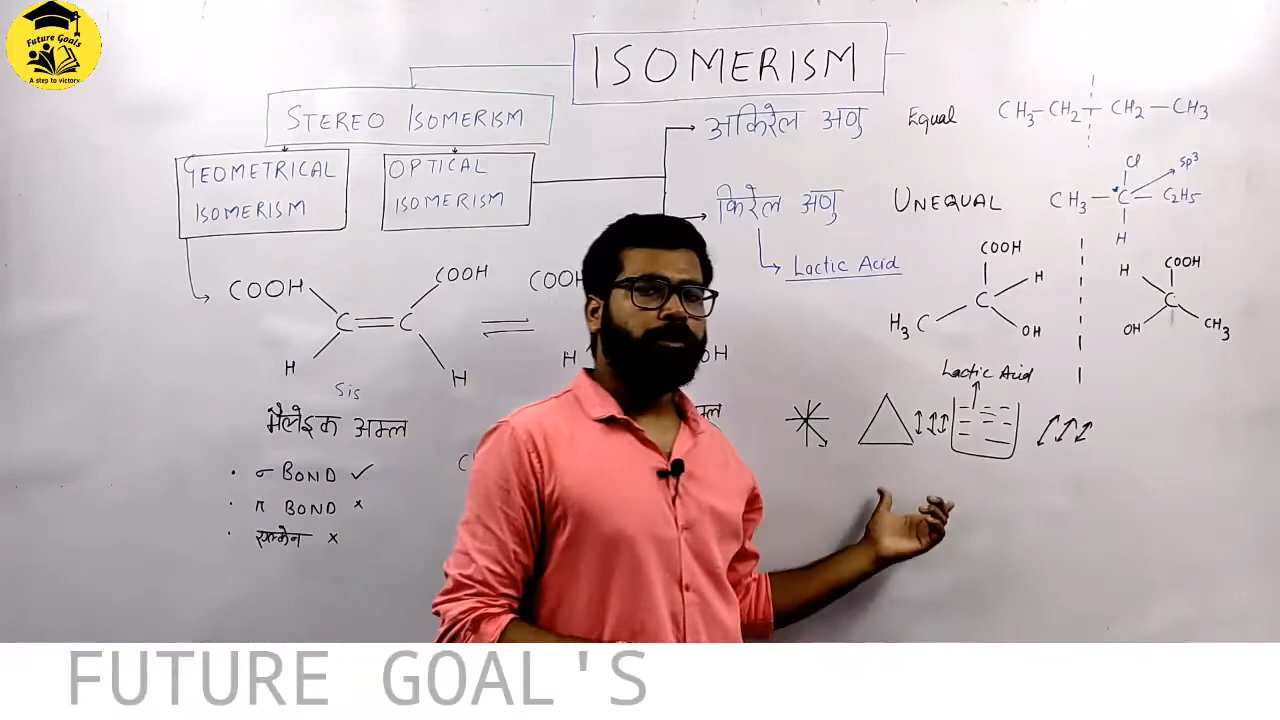 Future Goals
A step to victory
ISOMERISM
STEREO ISOMERISM
GEOMETRICAL
ISOMERISM
OPTICAL
ISOMERISM
अकिरेल अणु Equal CH3-CH2-CH2-CH3
किरेल अणु UNEQUAL
Cl
sp3
CH3-C-C2H5
H
Lactic Acid
COOH COOH
C=C
H H
Sis
मैलेइक अम्ल
σ BOND ✓
π BOND ×
COOH
H
OH
COOH
H
H3C C
OH
COOH
H
C
OH
CH3
Lactic Acid
FUTURE GOAL'S